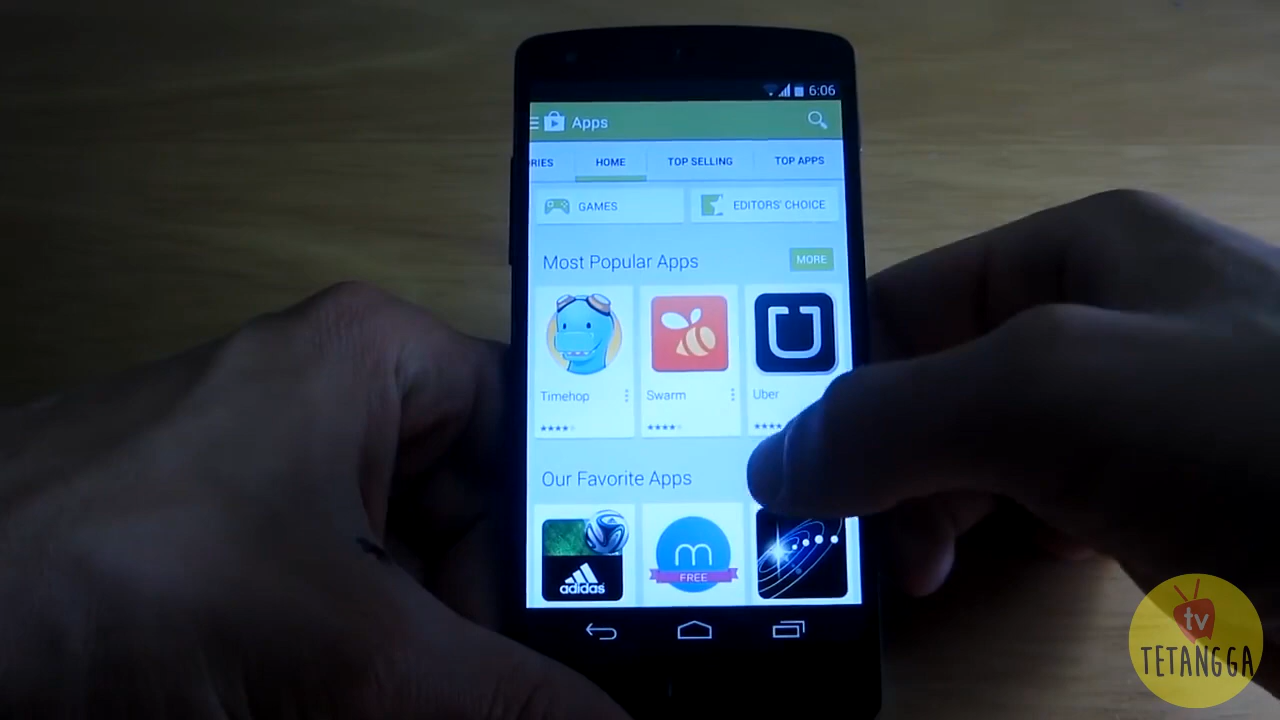 6:06
Apps
RIES HOME TOP SELLING TOP APPS
GAMES EDITORS' CHOICE
Most Popular Apps MORE
Timehop Swarm Uber
Our Favorite Apps
adidas m
FREE
tv
TETANGGA